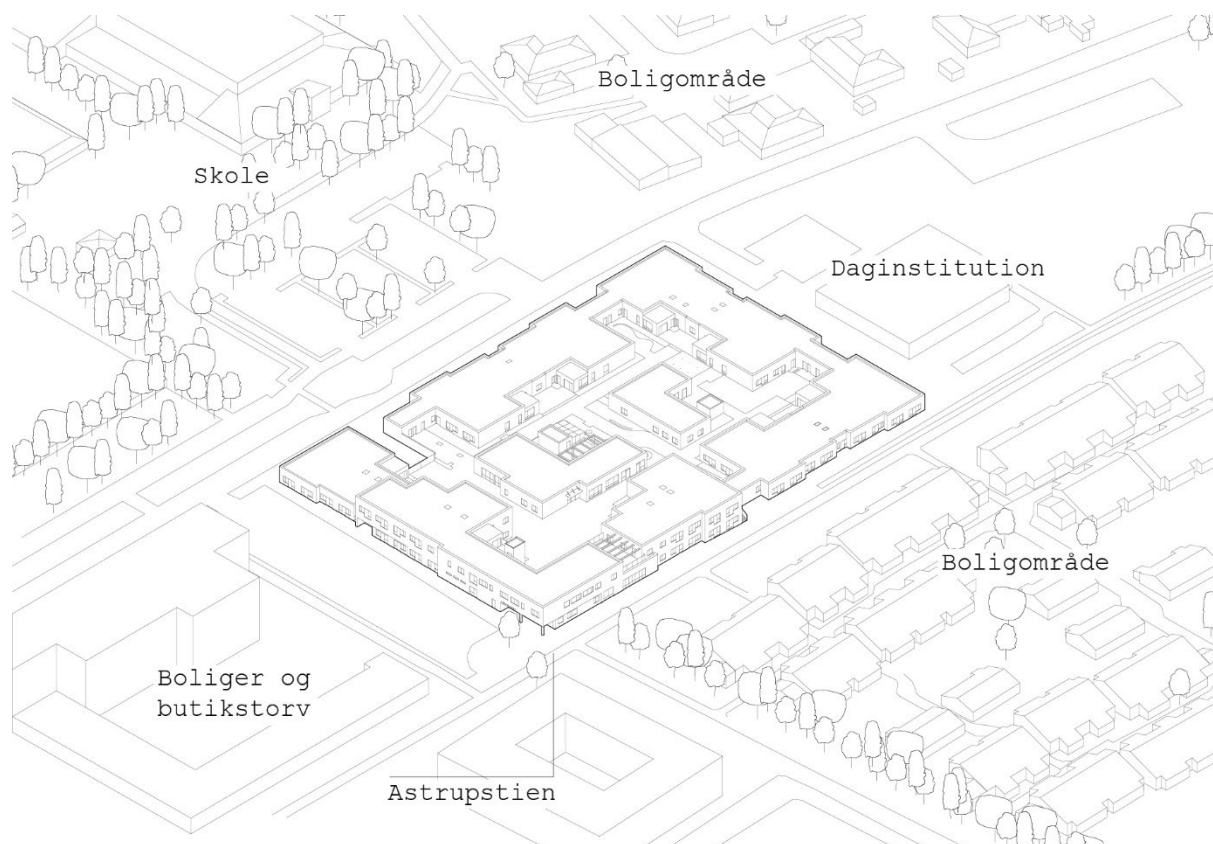 Boligområde
Skole
Daginstitution
Boligområde
Boliger og
butikstorv
Astrupstien